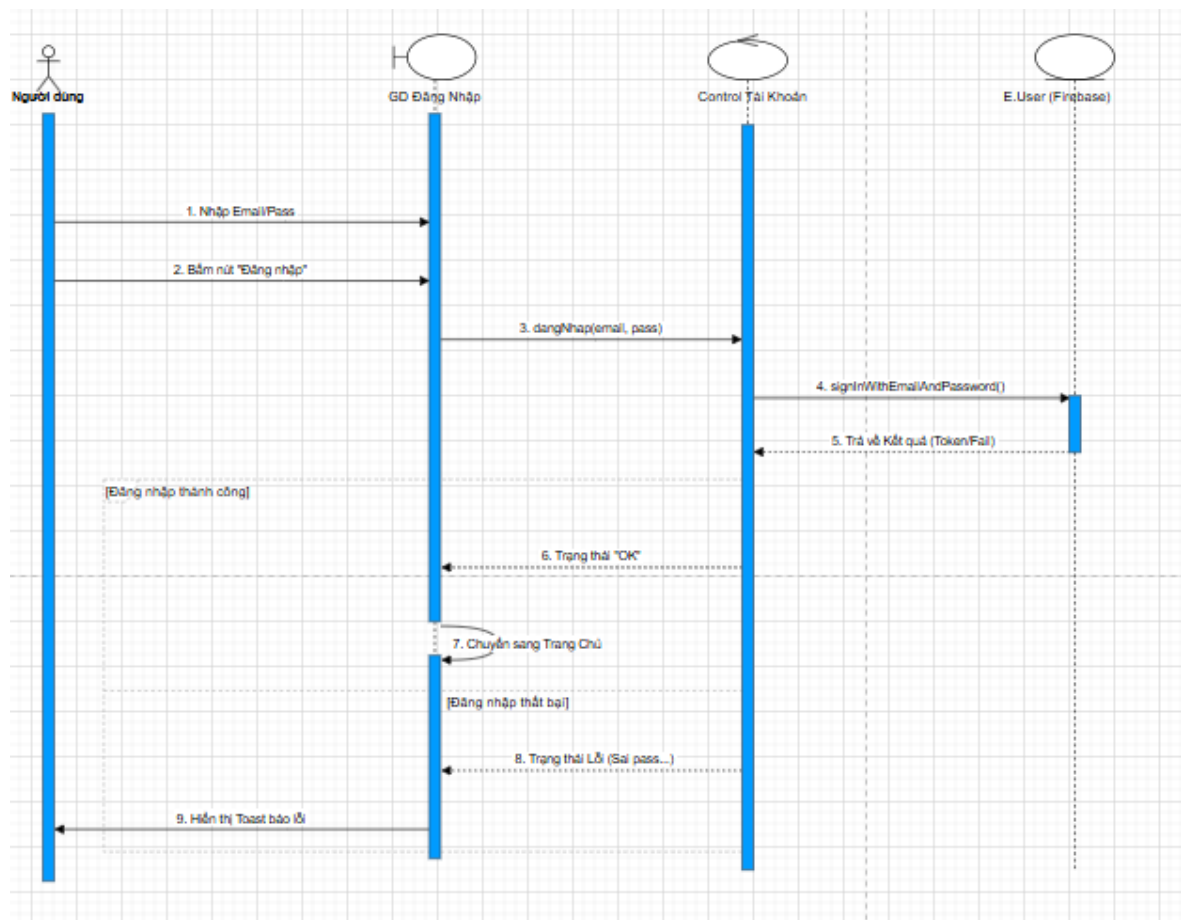 Người dùng
GD Đăng Nhập
Control Tài Khoản
E.User (Firebase)
1. Nhập Email/Pass
2. Bấm nút "Đăng nhập"
3. dangNhap(email, pass)
4. signInWithEmailAndPassword()
5. Trả về Kết quả (Token/Fail)
[Đăng nhập thành công]
6. Trạng thái "OK"
7. Chuyển sang Trang Chủ
[Đăng nhập thất bại]
8. Trạng thái Lỗi (Sai pass...)
9. Hiển thị Toast báo lỗi